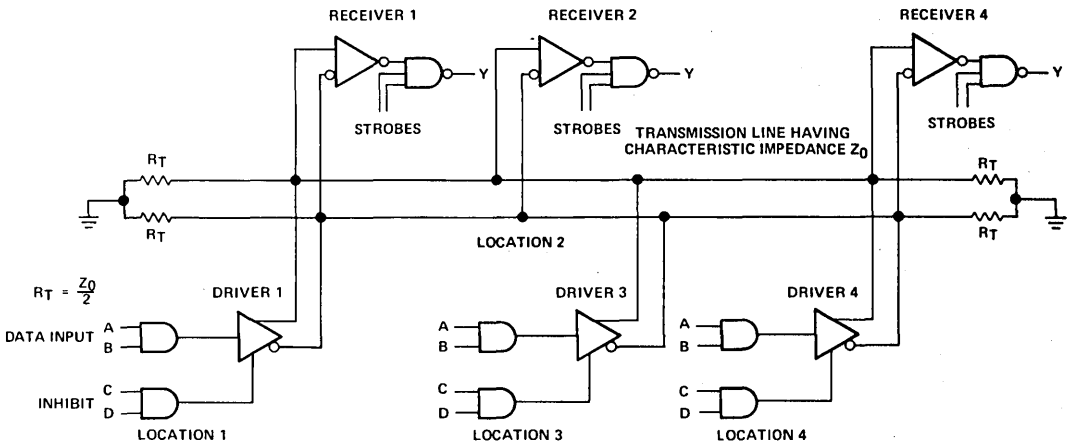 RECEIVER 1
RECEIVER 2
RECEIVER 4
Y
Y
Y
STROBES
STROBES
STROBES
TRANSMISSION LINE HAVING
CHARACTERISTIC IMPEDANCE Z0
RT
RT
RT
RT
LOCATION 2
RT = Z0/2
DRIVER 1
DRIVER 3
DRIVER 4
DATA INPUT
A
B
A
B
A
B
INHIBIT
C
D
C
D
C
D
LOCATION 1
LOCATION 3
LOCATION 4